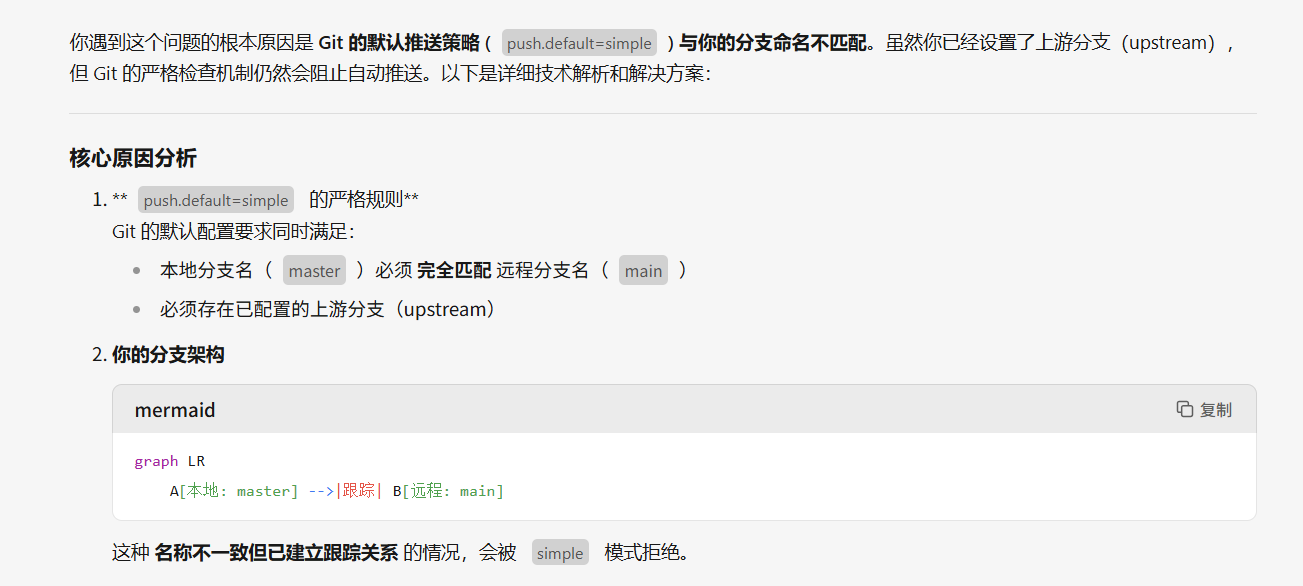 你遇到这个问题的根本原因是 Git 的默认推送策略 ( push.default=simple ) 与你的分支命名不匹配。虽然你已经设置了上游分支（upstream），
但 Git 的严格检查机制仍然会阻止自动推送。以下是详细技术解析和解决方案：
核心原因分析
1. ** push.default=simple 的严格规则**
Git 的默认配置要求同时满足：
本地分支名（ master ）必须 完全匹配 远程分支名（ main ）
必须存在已配置的上游分支（upstream）
2. 你的分支架构
mermaid 复制
graph LR
A[本地: master] -->|跟踪| B[远程: main]
这种 名称不一致但已建立跟踪关系 的情况，会被 simple 模式拒绝。